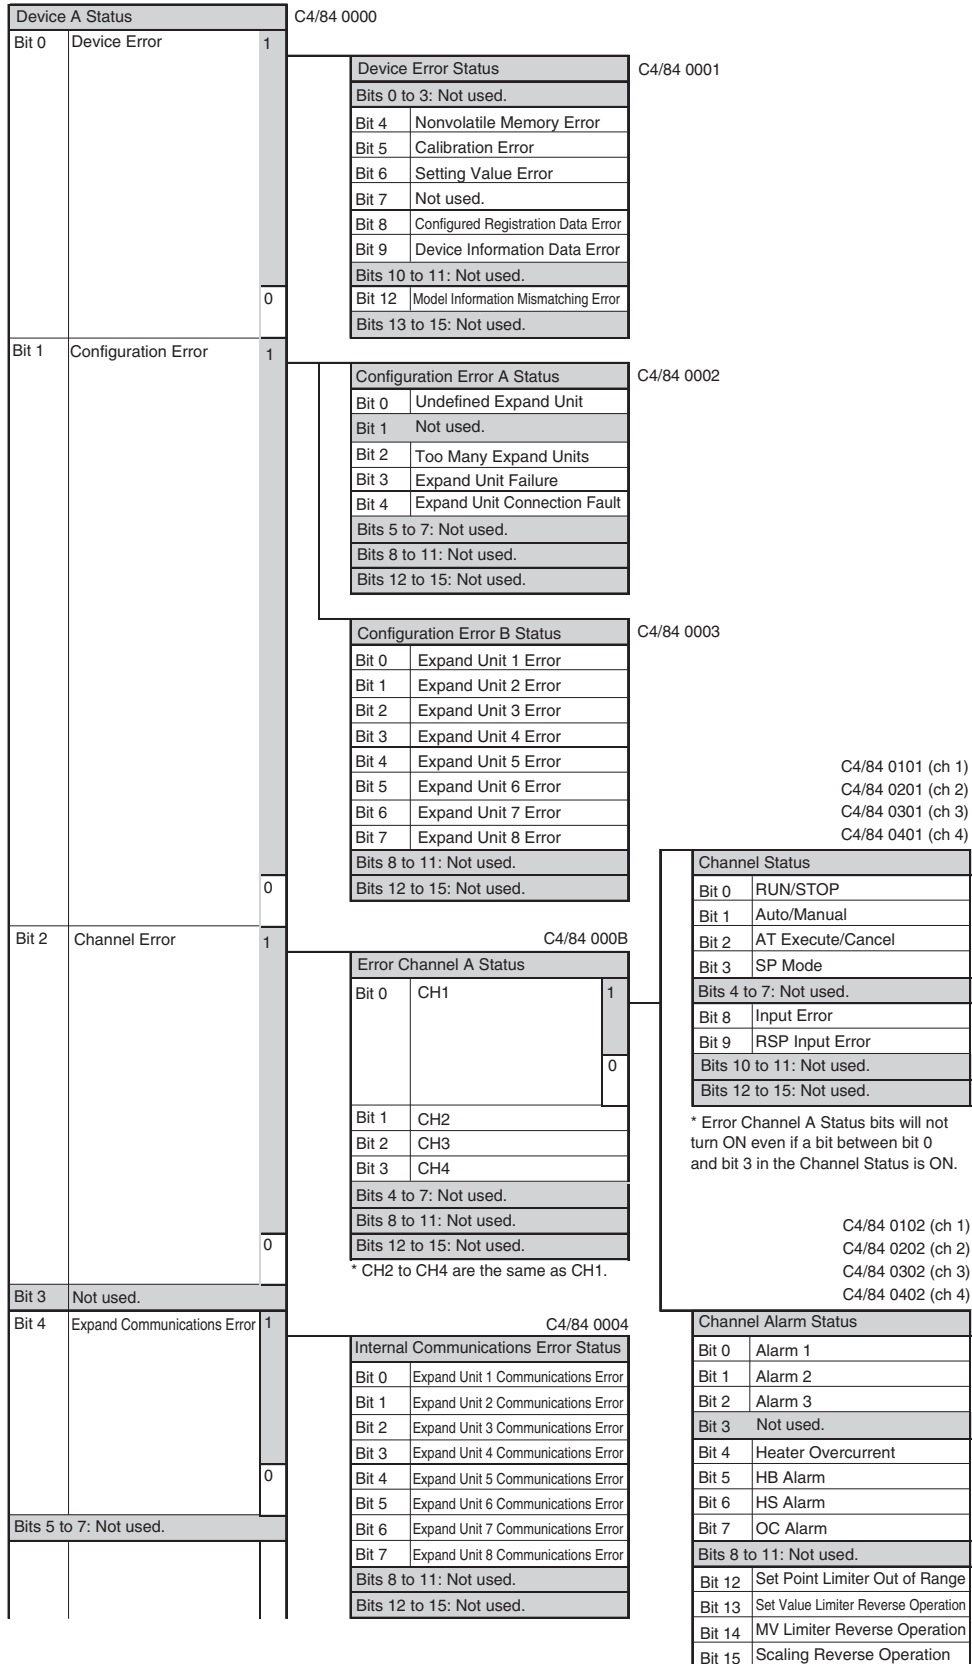 Device A Status
C4/84 0000
Bit 0 Device Error 1
0
Device Error Status
C4/84 0001
Bits 0 to 3: Not used.
Bit 4 Nonvolatile Memory Error
Bit 5 Calibration Error
Bit 6 Setting Value Error
Bit 7 Not used.
Bit 8 Configured Registration Data Error
Bit 9 Device Information Data Error
Bits 10 to 11: Not used.
Bit 12 Model Information Mismatching Error
Bits 13 to 15: Not used.
Bit 1 Configuration Error 1
0
Configuration Error A Status
C4/84 0002
Bit 0 Undefined Expand Unit
Bit 1 Not used.
Bit 2 Too Many Expand Units
Bit 3 Expand Unit Failure
Bit 4 Expand Unit Connection Fault
Bits 5 to 7: Not used.
Bits 8 to 11: Not used.
Bits 12 to 15: Not used.
Configuration Error B Status
C4/84 0003
Bit 0 Expand Unit 1 Error
Bit 1 Expand Unit 2 Error
Bit 2 Expand Unit 3 Error
Bit 3 Expand Unit 4 Error
Bit 4 Expand Unit 5 Error
Bit 5 Expand Unit 6 Error
Bit 6 Expand Unit 7 Error
Bit 7 Expand Unit 8 Error
Bits 8 to 11: Not used.
Bits 12 to 15: Not used.
Bit 2 Channel Error 1
0
C4/84 000B
Error Channel A Status
Bit 0 CH1 1
0
Bit 1 CH2
Bit 2 CH3
Bit 3 CH4
Bits 4 to 7: Not used.
Bits 8 to 11: Not used.
Bits 12 to 15: Not used.
* CH2 to CH4 are the same as CH1.
C4/84 0101 (ch 1)
C4/84 0201 (ch 2)
C4/84 0301 (ch 3)
C4/84 0401 (ch 4)
Channel Status
Bit 0 RUN/STOP
Bit 1 Auto/Manual
Bit 2 AT Execute/Cancel
Bit 3 SP Mode
Bits 4 to 7: Not used.
Bit 8 Input Error
Bit 9 RSP Input Error
Bits 10 to 11: Not used.
Bits 12 to 15: Not used.
* Error Channel A Status bits will not
turn ON even if a bit between bit 0
and bit 3 in the Channel Status is ON.
C4/84 0102 (ch 1)
C4/84 0202 (ch 2)
C4/84 0302 (ch 3)
C4/84 0402 (ch 4)
Channel Alarm Status
Bit 0 Alarm 1
Bit 1 Alarm 2
Bit 2 Alarm 3
Bit 3 Not used.
Bit 4 Heater Overcurrent
Bit 5 HB Alarm
Bit 6 HS Alarm
Bit 7 OC Alarm
Bits 8 to 11: Not used.
Bit 12 Set Point Limiter Out of Range
Bit 13 Set Value Limiter Reverse Operation
Bit 14 MV Limiter Reverse Operation
Bit 15 Scaling Reverse Operation
Bit 3 Not used.
Bit 4 Expand Communications Error 1
0
C4/84 0004
Internal Communications Error Status
Bit 0 Expand Unit 1 Communications Error
Bit 1 Expand Unit 2 Communications Error
Bit 2 Expand Unit 3 Communications Error
Bit 3 Expand Unit 4 Communications Error
Bit 4 Expand Unit 5 Communications Error
Bit 5 Expand Unit 6 Communications Error
Bit 6 Expand Unit 7 Communications Error
Bit 7 Expand Unit 8 Communications Error
Bits 8 to 11: Not used.
Bits 12 to 15: Not used.
Bits 5 to 7: Not used.